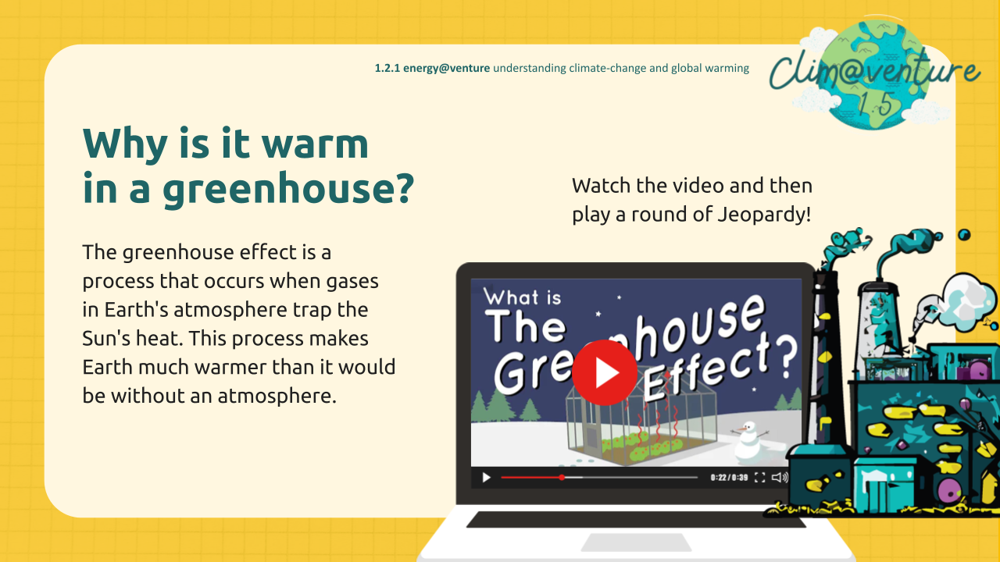 1.2.1 energy@venture understanding climate-change and global warming
Clim@venture
1.5
Why is it warm
in a greenhouse?
The greenhouse effect is a
process that occurs when gases
in Earth's atmosphere trap the
Sun's heat. This process makes
Earth much warmer than it would
be without an atmosphere.
Watch the video and then
play a round of Jeopardy!
What is
The
Greenhouse
Effect?
0:22/0:39